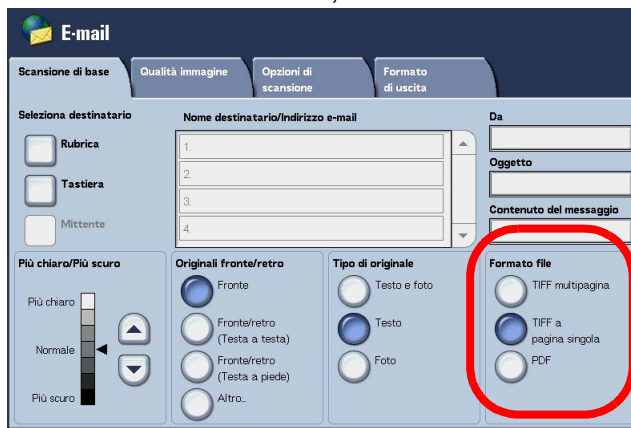 E-mail
Scansione di base
Qualità immagine
Opzioni di
scansione
Formato
di uscita
Seleziona destinatario
Rubrica
Tastiera
Mittente
Nome destinatario/Indirizzo e-mail
1.
2.
3.
4.
Da
Oggetto
Contenuto del messaggio
Più chiaro/Più scuro
Più chiaro
Normale
Più scuro
Originali fronte/retro
Fronte
Fronte/retro
(Testa a testa)
Fronte/retro
(Testa a piede)
Altro..
Tipo di originale
Testo e foto
Testo
Foto
Formato file
TIFF multipagina
TIFF a
pagina singola
PDF